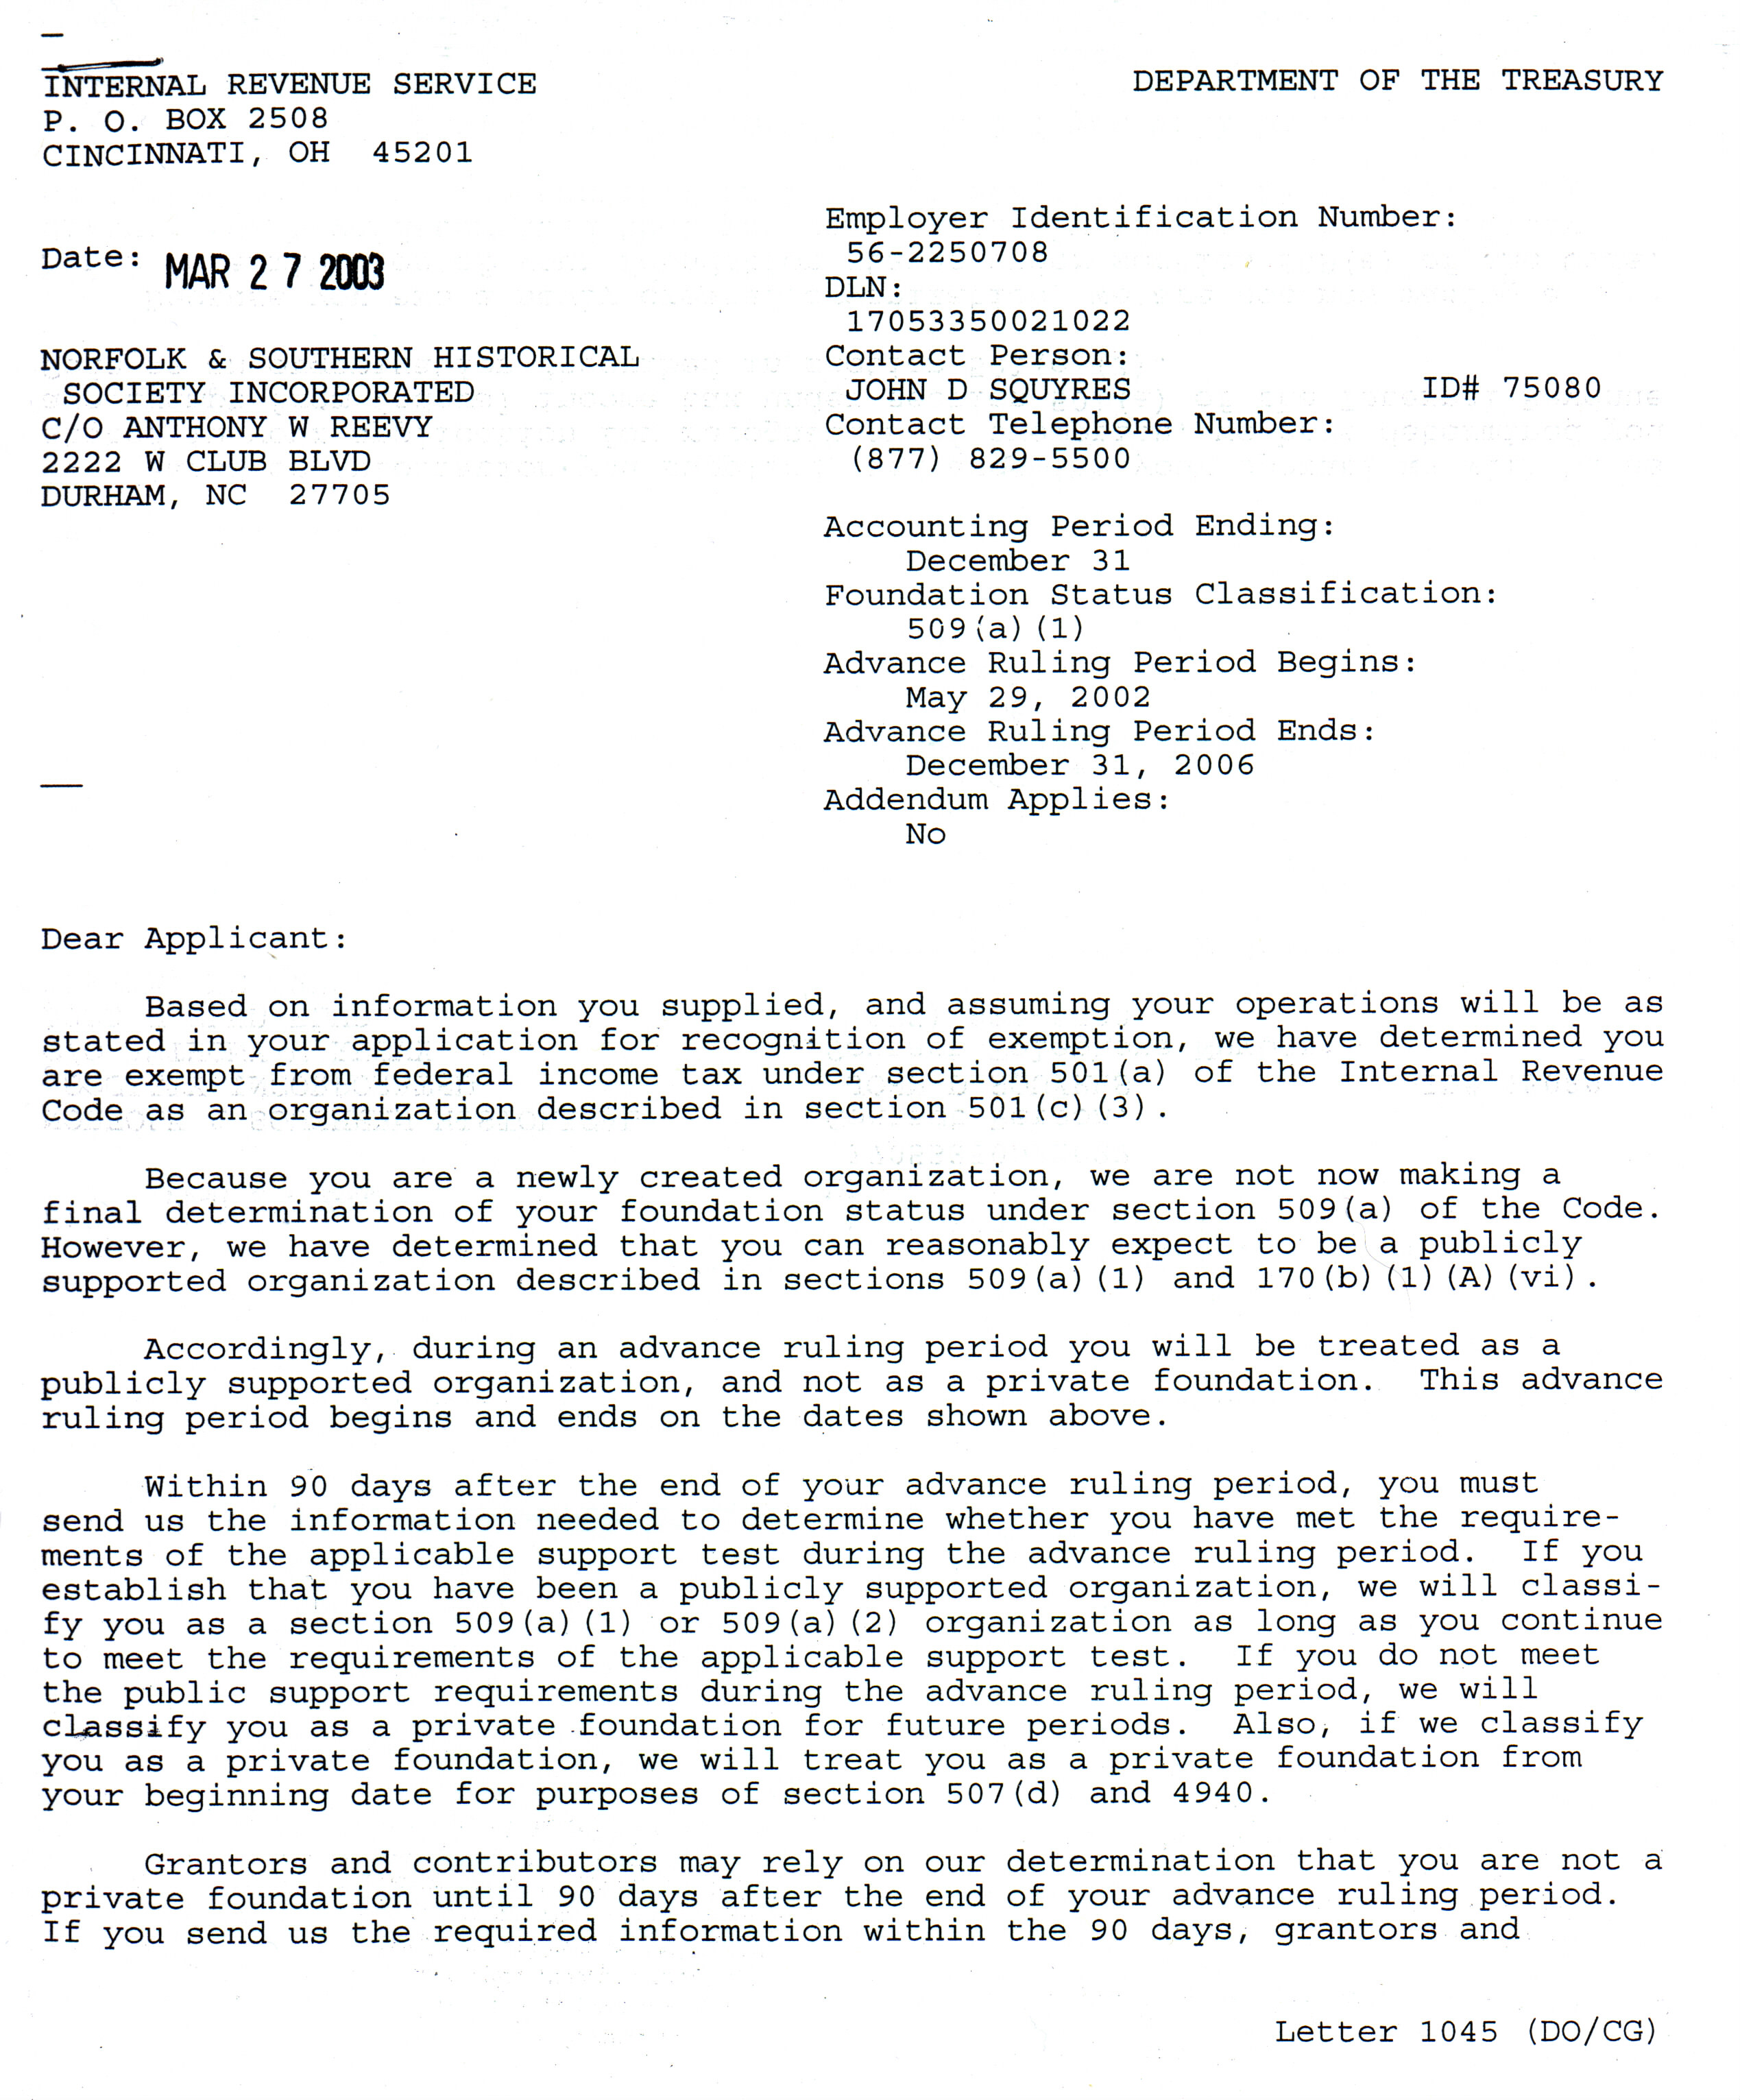 INTERNAL REVENUE SERVICE
P. O. BOX 2508
CINCINNATI, OH 45201
DEPARTMENT OF THE TREASURY
Date: MAR 27 2003
NORFOLK & SOUTHERN HISTORICAL
SOCIETY INCORPORATED
C/O ANTHONY W REEVY
2222 W CLUB BLVD
DURHAM, NC 27705
Employer Identification Number:
56-2250708
DLN:
17053350021022
Contact Person:
JOHN D SQUYRES ID# 75080
Contact Telephone Number:
(877) 829-5500
Accounting Period Ending:
December 31
Foundation Status Classification:
509(a)(1)
Advance Ruling Period Begins:
May 29, 2002
Advance Ruling Period Ends:
December 31, 2006
Addendum Applies:
No
Dear Applicant:
Based on information you supplied, and assuming your operations will be as
stated in your application for recognition of exemption, we have determined you
are exempt from federal income tax under section 501(a) of the Internal Revenue
Code as an organization described in section 501(c)(3).
Because you are a newly created organization, we are not now making a
final determination of your foundation status under section 509(a) of the Code.
However, we have determined that you can reasonably expect to be a publicly
supported organization described in sections 509(a)(1) and 170(b)(1)(A)(vi).
Accordingly, during an advance ruling period you will be treated as a
publicly supported organization, and not as a private foundation. This advance
ruling period begins and ends on the dates shown above.
Within 90 days after the end of your advance ruling period, you must
send us the information needed to determine whether you have met the require-
ments of the applicable support test during the advance ruling period. If you
establish that you have been a publicly supported organization, we will classi-
fy you as a section 509(a)(1) or 509(a)(2) organization as long as you continue
to meet the requirements of the applicable support test. If you do not meet
the public support requirements during the advance ruling period, we will
classify you as a private foundation for future periods. Also, if we classify
you as a private foundation, we will treat you as a private foundation from
your beginning date for purposes of section 507(d) and 4940.
Grantors and contributors may rely on our determination that you are not a
private foundation until 90 days after the end of your advance ruling period.
If you send us the required information within the 90 days, grantors and
Letter 1045 (DO/CG)